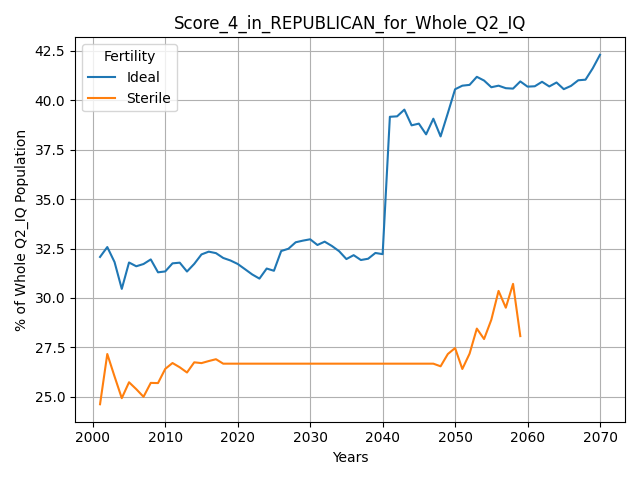 Score_4_in_REPUBLICAN_for_Whole_Q2_IQ
Fertility
Ideal
Sterile
% of Whole Q2_IQ Population
42.5
40.0
37.5
35.0
32.5
30.0
27.5
25.0
2000 2010 2020 2030 2040 2050 2060 2070
Years